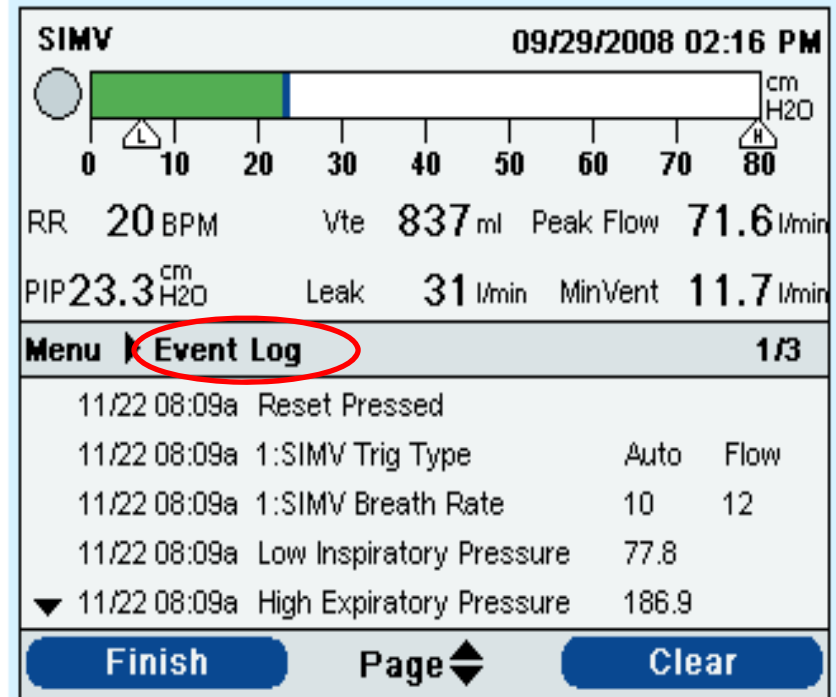 SIMV 09/29/2008 02:16 PM
cm
H2O
L H
0 10 20 30 40 50 60 70 80
RR 20 BPM Vte 837 ml Peak Flow 71.6 l/min
PIP 23.3 cm H2O Leak 31 l/min MinVent 11.7 l/min
Menu Event Log 1/3
11/22 08:09a Reset Pressed
11/22 08:09a 1:SIMV Trig Type Auto Flow
11/22 08:09a 1:SIMV Breath Rate 10 12
11/22 08:09a Low Inspiratory Pressure 77.8
11/22 08:09a High Expiratory Pressure 186.9
Finish Page Clear